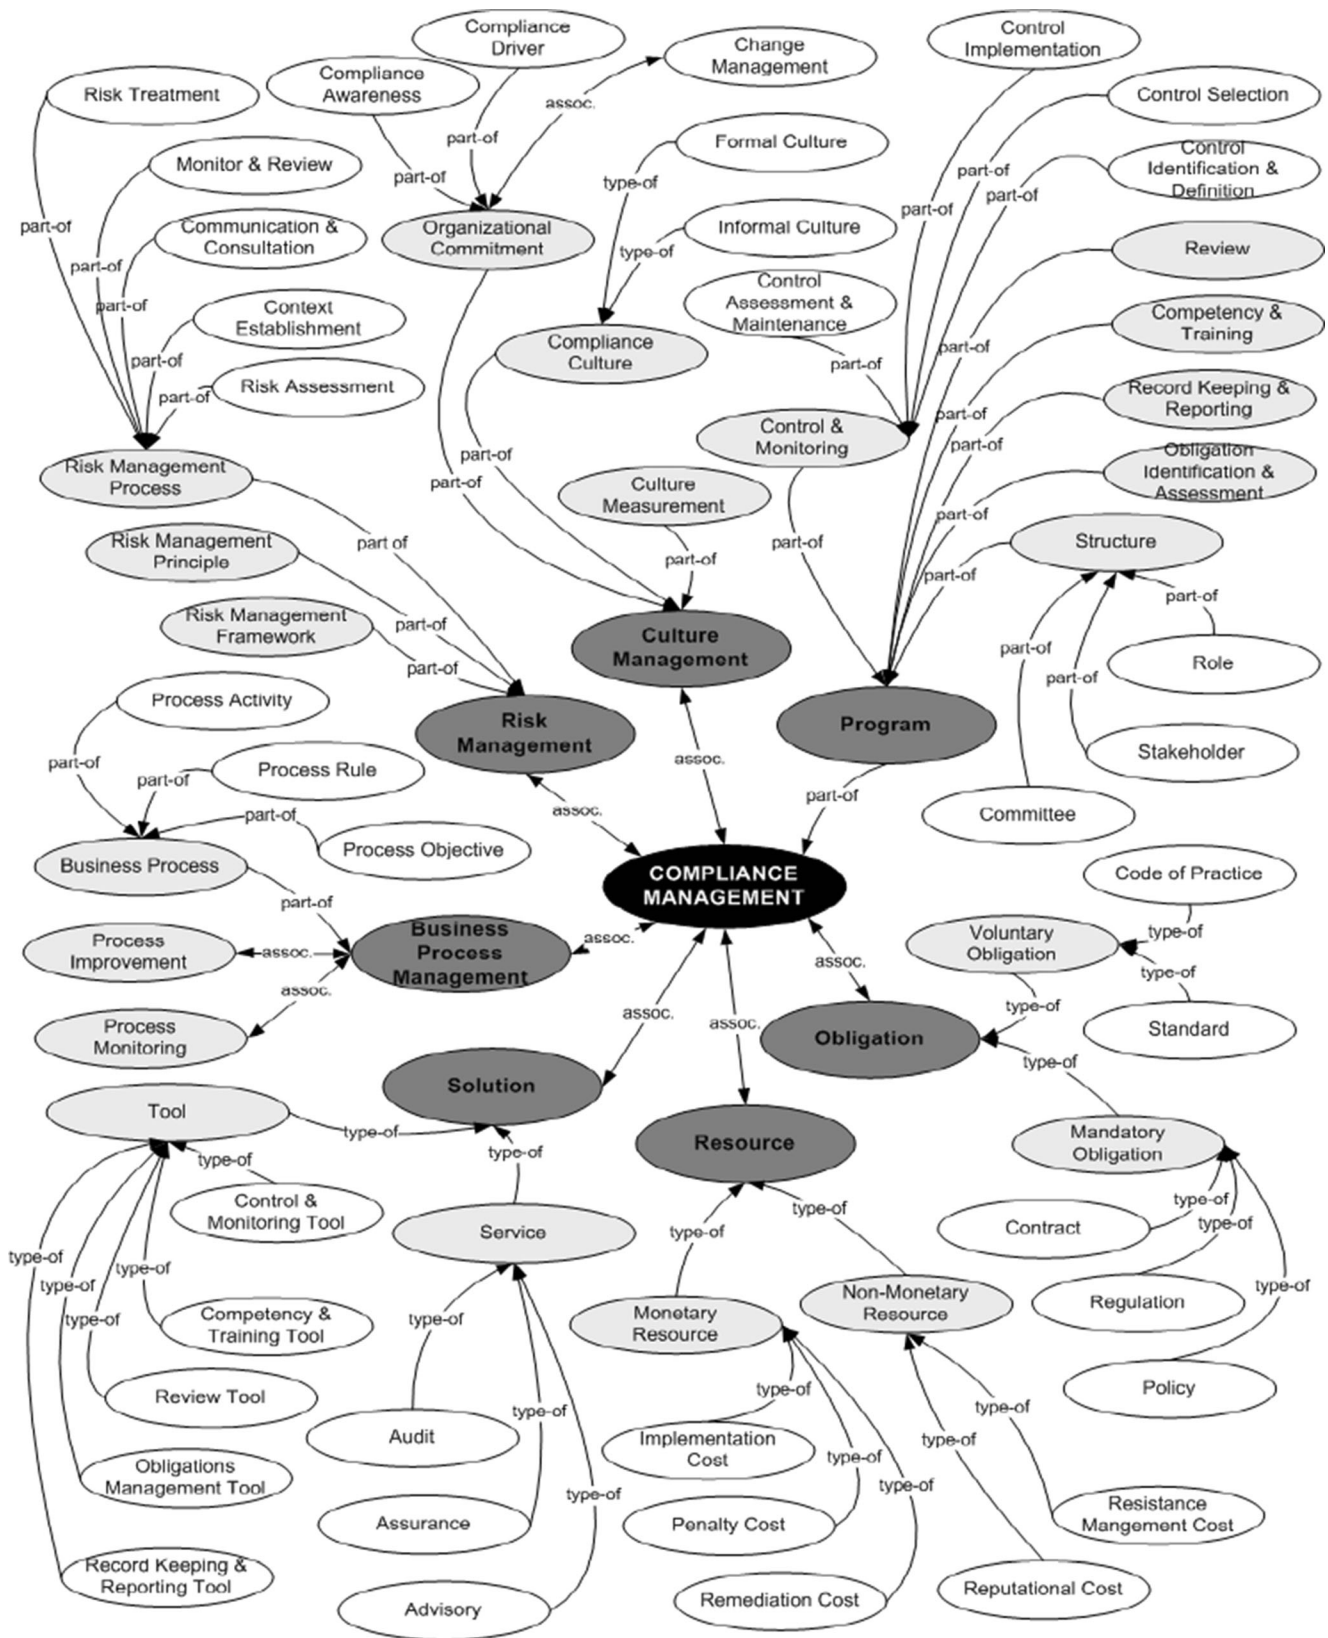 Compliance
Driver
Control
Implementation
Change
Management
Compliance
Awareness
assoc.
Risk Treatment
Control Selection
part-of
Formal Culture
Control
Identification &
Definition
Monitor & Review
part-of
part-of
type-of
part-of
part-of
part-of
Communication &
Consultation
Organizational
Commitment
Informal Culture
Review
type-of
part-of
part-of
Control
Assessment &
Maintenance
Context
Establishment
Competency &
Training
Compliance
Culture
part-of
part-of
part-of
Risk Assessment
part-of
Record Keeping &
Reporting
part-of
Control &
Monitoring
part-of
part-of
Obligation
Identification &
Assessment
Risk Management
Process
part-of
Culture
Measurement
part-of
Risk Management
Principle
part of
part-of
part-of
Structure
part-of
part-of
Risk Management
Framework
part-of
Culture
Management
part-of
Role
part-of
part-of
Process Activity
Risk
Management
Program
Stakeholder
part-of
part-of
Process Rule
assoc.
part-of
Committee
part-of
assoc.
Process Objective
Business Process
COMPLIANCE
MANAGEMENT
Code of Practice
part-of
Business
Process
Management
assoc.
Voluntary
Obligation
type-of
Process
Improvement
assoc.
assoc.
type-of
assoc.
type-of
Process
Monitoring
assoc.
assoc.
Obligation
Standard
type-of
Solution
Tool
type-of
Resource
Mandatory
Obligation
type-of
type-of
Control &
Monitoring Tool
Service
type-of
type-of
type-of
Contract
type-of
type-of
type-of
type-of
type-of
type-of
Competency &
Training Tool
type-of
Monetary
Resource
Non-Monetary
Resource
Regulation
Review Tool
type-of
Policy
type-of
type-of
Audit
Implementation
Cost
type-of
type-of
Obligations
Management Tool
type-of
type-of
type-of
Assurance
Penalty Cost
Resistance
Mangement Cost
Record Keeping &
Reporting Tool
Advisory
Remediation Cost
Reputational Cost